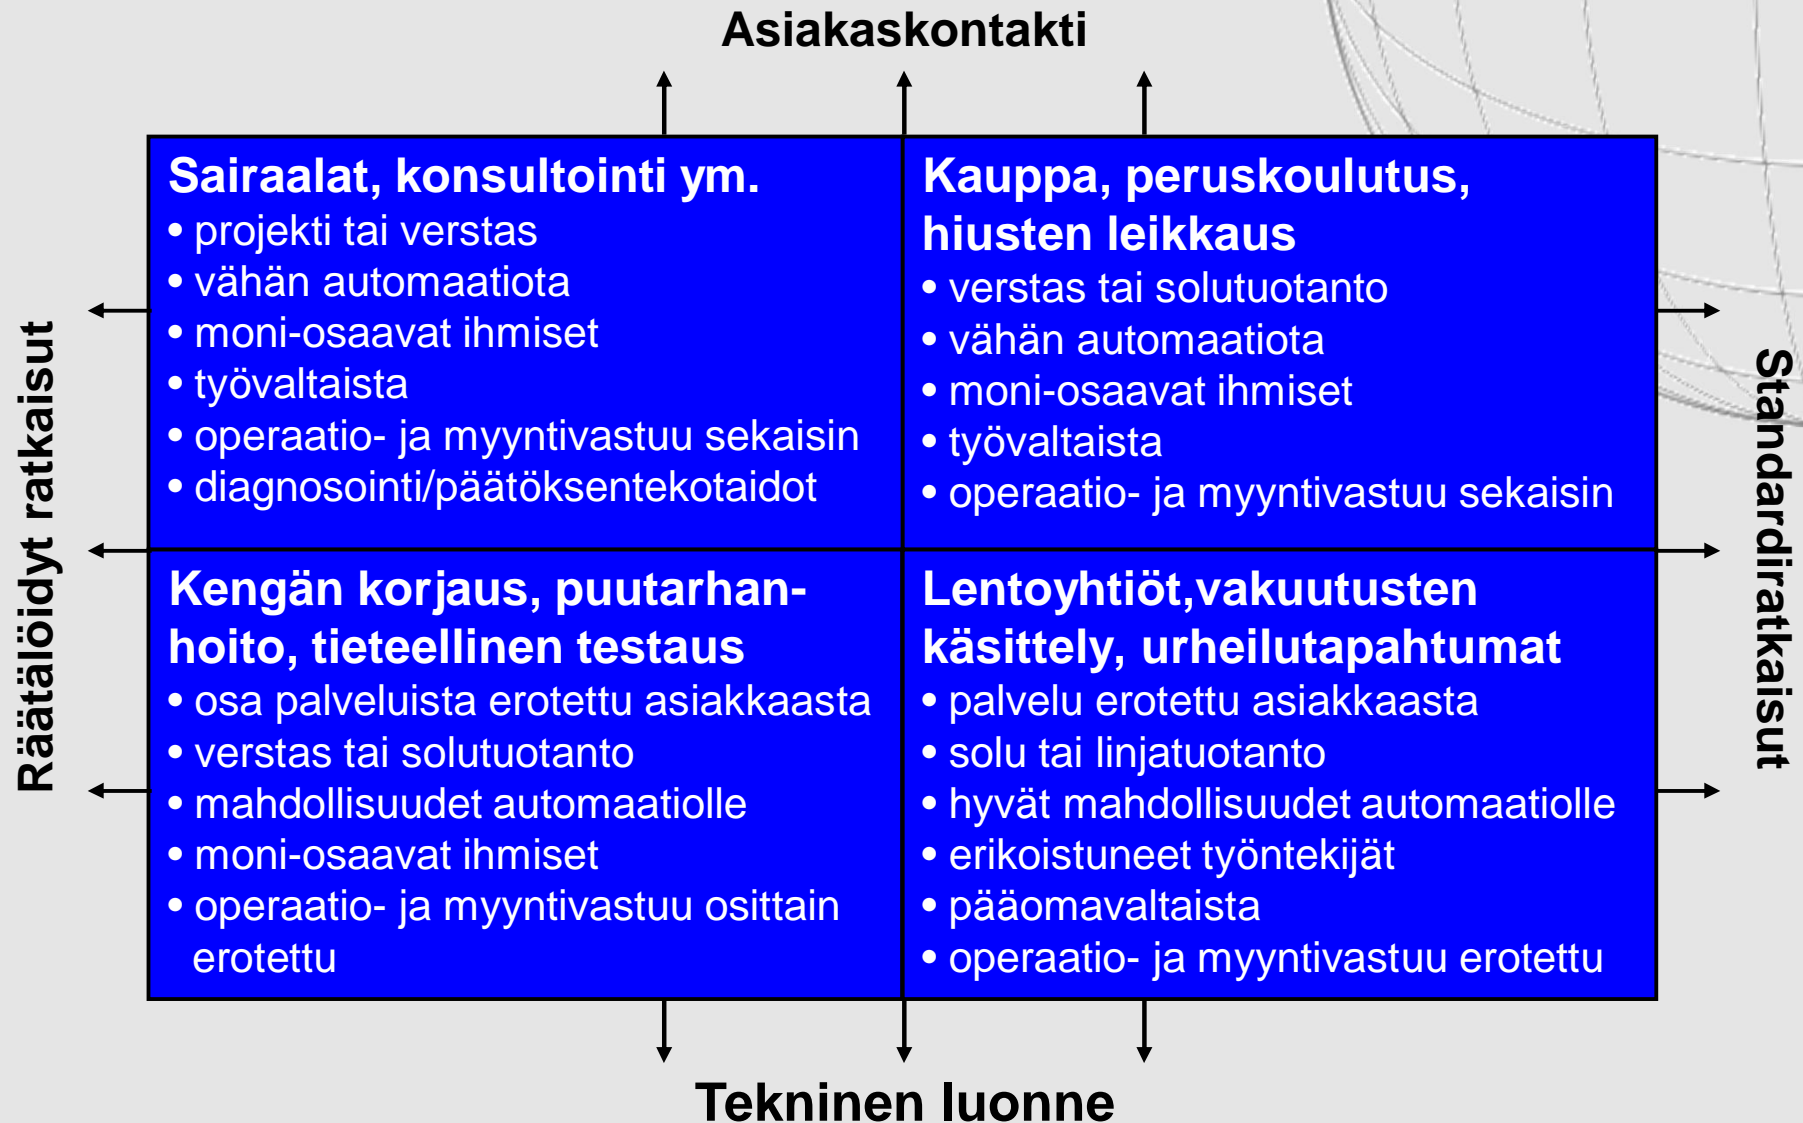 Asiakaskontakti
Räätälöidyt ratkaisut
Sairaalat, konsultointi ym.
• projekti tai verstas
• vähän automaatiota
• moni-osaavat ihmiset
• työvaltaista
• operaatio- ja myyntivastuu sekaisin
• diagnosointi/päätöksentekotaidot
Kauppa, peruskoulutus,
hiusten leikkaus
• verstas tai solutuotanto
• vähän automaatiota
• moni-osaavat ihmiset
• työvaltaista
• operaatio- ja myyntivastuu sekaisin
Kengän korjaus, puutarhan-
hoito, tieteellinen testaus
• osa palveluista erotettu asiakkaasta
• verstas tai solutuotanto
• mahdollisuudet automaatiolle
• moni-osaavat ihmiset
• operaatio- ja myyntivastuu osittain
erotettu
Lentoyhtiöt,vakuutusten
käsittely, urheilutapahtumat
• palvelu erotettu asiakkaasta
• solu tai linjatuotanto
• hyvät mahdollisuudet automaatiolle
• erikoistuneet työntekijät
• pääomavaltaista
• operaatio- ja myyntivastuu erotettu
Standardiratkaisut
Tekninen luonne